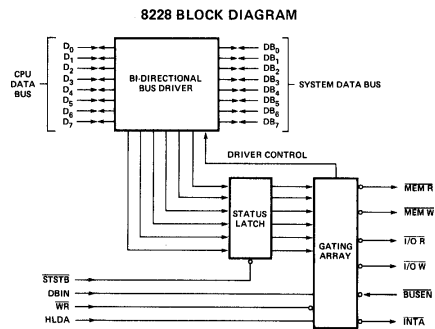 8228 BLOCK DIAGRAM
CPU
DATA
BUS
D0
D1
D2
D3
D4
D5
D6
D7
BI-DIRECTIONAL
BUS DRIVER
DB0
DB1
DB2
DB3
DB4
DB5
DB6
DB7
SYSTEM DATA BUS
DRIVER CONTROL
STATUS
LATCH
GATING
ARRAY
MEM R
MEM W
I/O R
I/O W
BUSEN
INTA
STSTB
DBIN
WR
HLDA